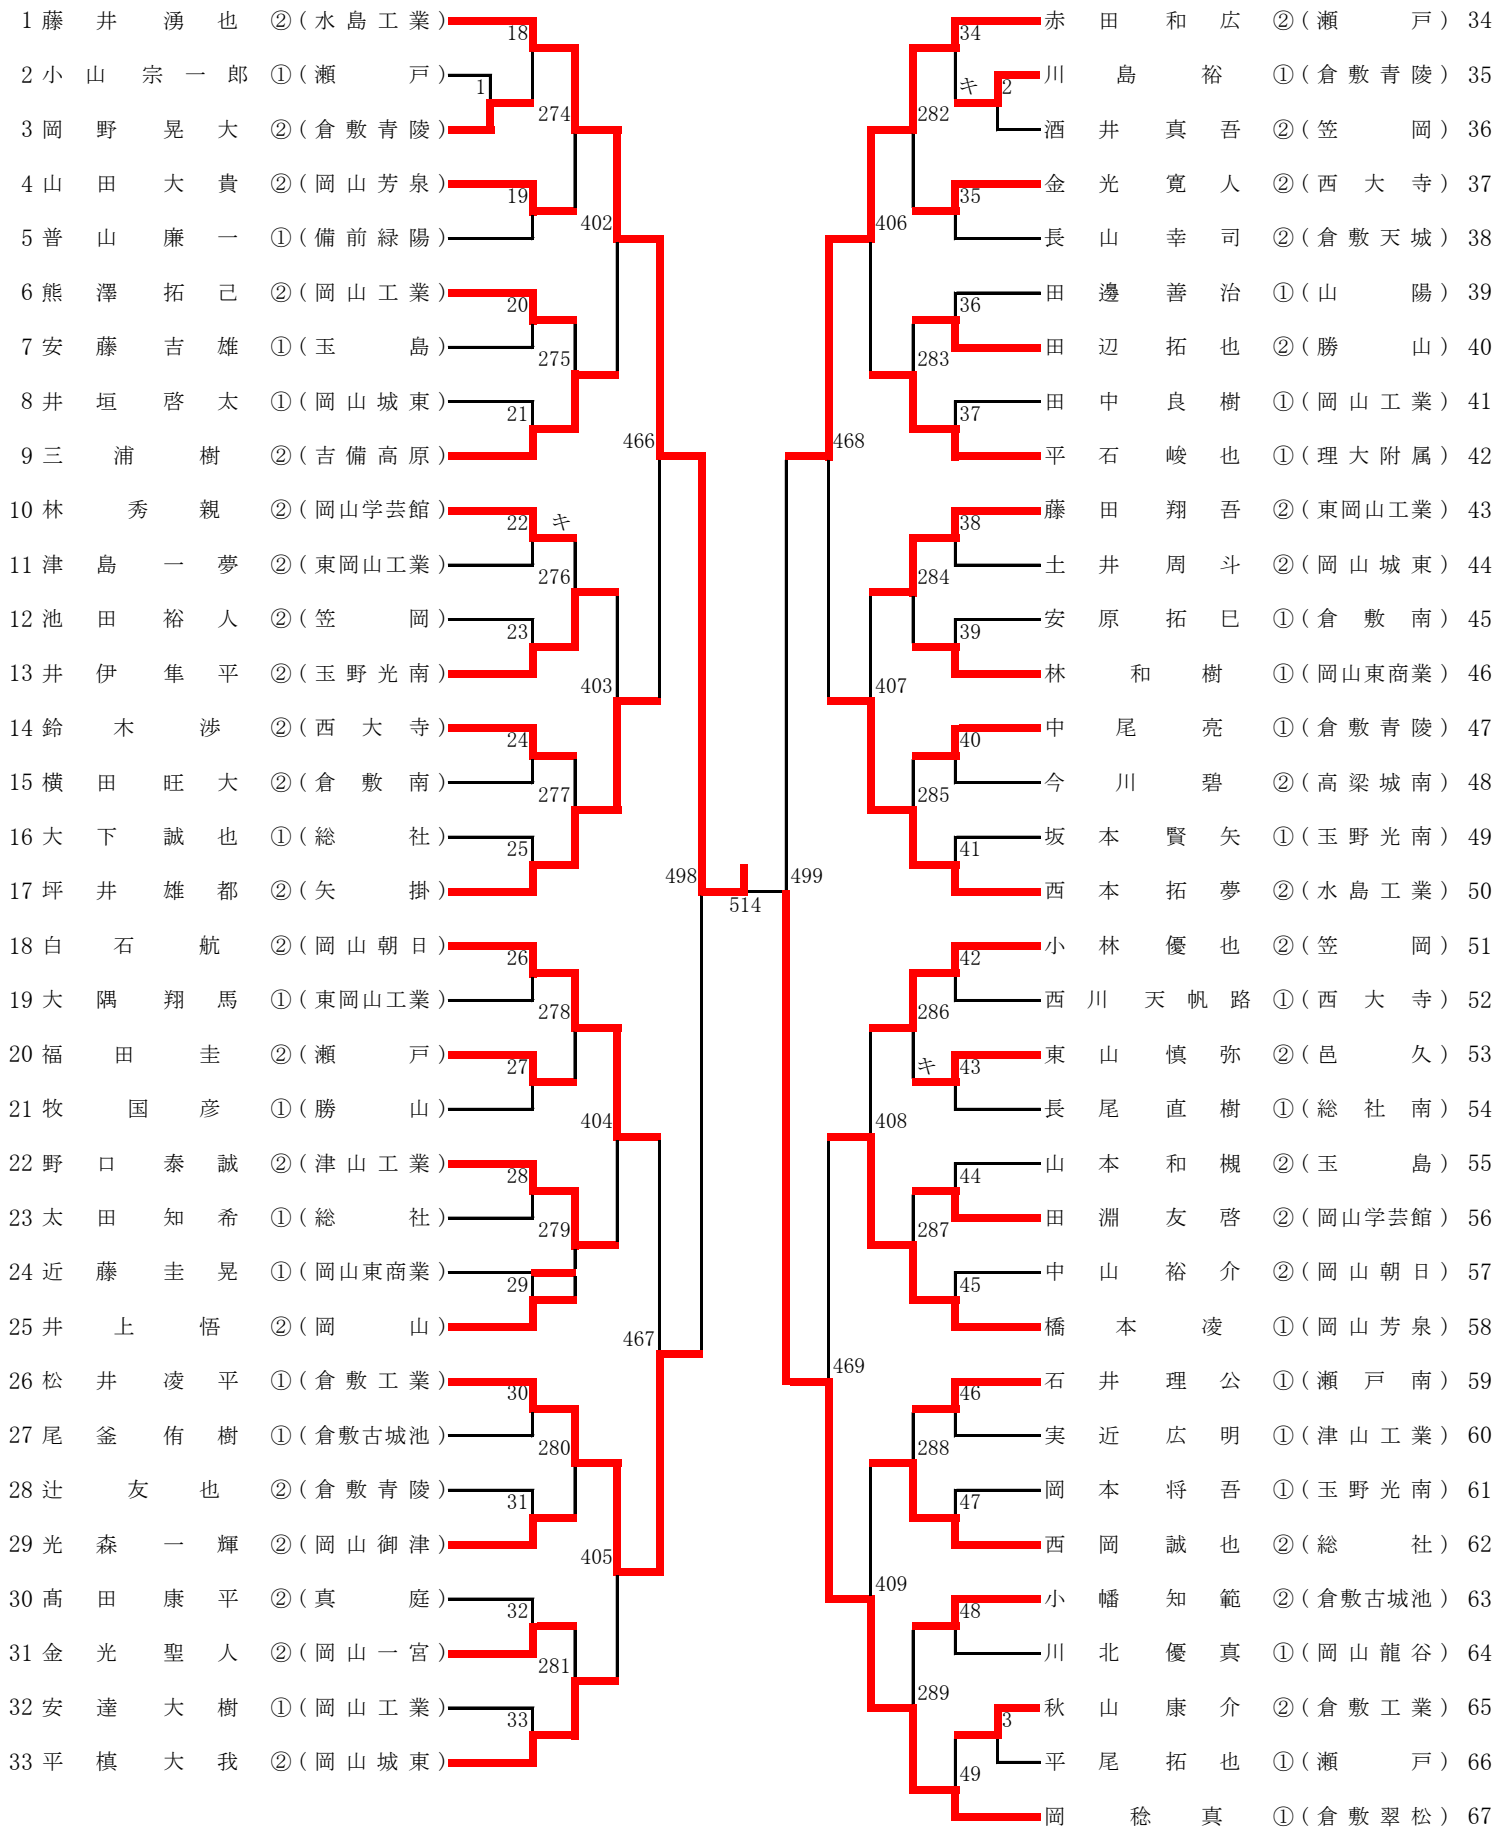 1 藤井湧也 ②(水島工業)
18
2 小山宗一郎 ①(瀬戸)
1
274
3 岡野晃大 ②(倉敷青陵)
4 山田大貴 ②(岡山芳泉)
19
402
5 普山廉一 ①(備前緑陽)
6 熊澤拓己 ②(岡山工業)
20
7 安藤吉雄 ①(玉島)
275
8 井垣啓太 ①(岡山城東)
21
466
9 三浦樹 ②(吉備高原)
10 林秀親 ②(岡山学芸館)
22 キ
11 津島一夢 ②(東岡山工業)
276
12 池田裕人 ②(笠岡)
23
13 井伊隼平 ②(玉野光南)
403
14 鈴木渉 ②(西大寺)
24
15 横田旺大 ②(倉敷南)
277
16 大下誠也 ①(総社)
25
498
17 坪井雄都 ②(矢掛)
514
18 白石航 ②(岡山朝日)
26
19 大隅翔馬 ①(東岡山工業)
278
20 福田圭 ②(瀬戸)
27
21 牧国彦 ①(勝山)
404
22 野口泰誠 ②(津山工業)
28
23 太田知希 ①(総社)
279
24 近藤圭晃 ①(岡山東商業)
29
25 井上悟 ②(岡山)
467
26 松井凌平 ①(倉敷工業)
30
27 尾釜侑樹 ①(倉敷古城池)
280
28 辻友也 ②(倉敷青陵)
31
29 光森一輝 ②(岡山御津)
405
30 髙田康平 ②(真庭)
32
31 金光聖人 ②(岡山一宮)
281
32 安達大樹 ①(岡山工業)
33
33 平槙大我 ②(岡山城東)
赤田和広 ②(瀬戸) 34
34
川島裕 ①(倉敷青陵) 35
キ 2
282
酒井真吾 ②(笠岡) 36
金光寛人 ②(西大寺) 37
35
406
長山幸司 ②(倉敷天城) 38
田邊善治 ①(山陽) 39
36
田辺拓也 ②(勝山) 40
283
田中良樹 ①(岡山工業) 41
37
468
平石峻也 ①(理大附属) 42
藤田翔吾 ②(東岡山工業) 43
38
土井周斗 ②(岡山城東) 44
284
安原拓巳 ①(倉敷南) 45
39
林和樹 ①(岡山東商業) 46
407
中尾亮 ①(倉敷青陵) 47
40
今川碧 ②(高梁城南) 48
285
坂本賢矢 ①(玉野光南) 49
41
499
西本拓夢 ②(水島工業) 50
小林優也 ②(笠岡) 51
42
西川天帆路 ①(西大寺) 52
286
東山慎弥 ②(邑久) 53
キ 43
長尾直樹 ①(総社南) 54
408
山本和槻 ②(玉島) 55
44
田淵友啓 ②(岡山学芸館) 56
287
中山裕介 ②(岡山朝日) 57
45
橋本凌 ①(岡山芳泉) 58
469
石井理公 ①(瀬戸南) 59
46
実近広明 ①(津山工業) 60
288
岡本将吾 ①(玉野光南) 61
47
西岡誠也 ②(総社) 62
409
小幡知範 ②(倉敷古城池) 63
48
川北優真 ①(岡山龍谷) 64
289
秋山康介 ②(倉敷工業) 65
3
平尾拓也 ①(瀬戸) 66
49
岡稔真 ①(倉敷翠松) 67